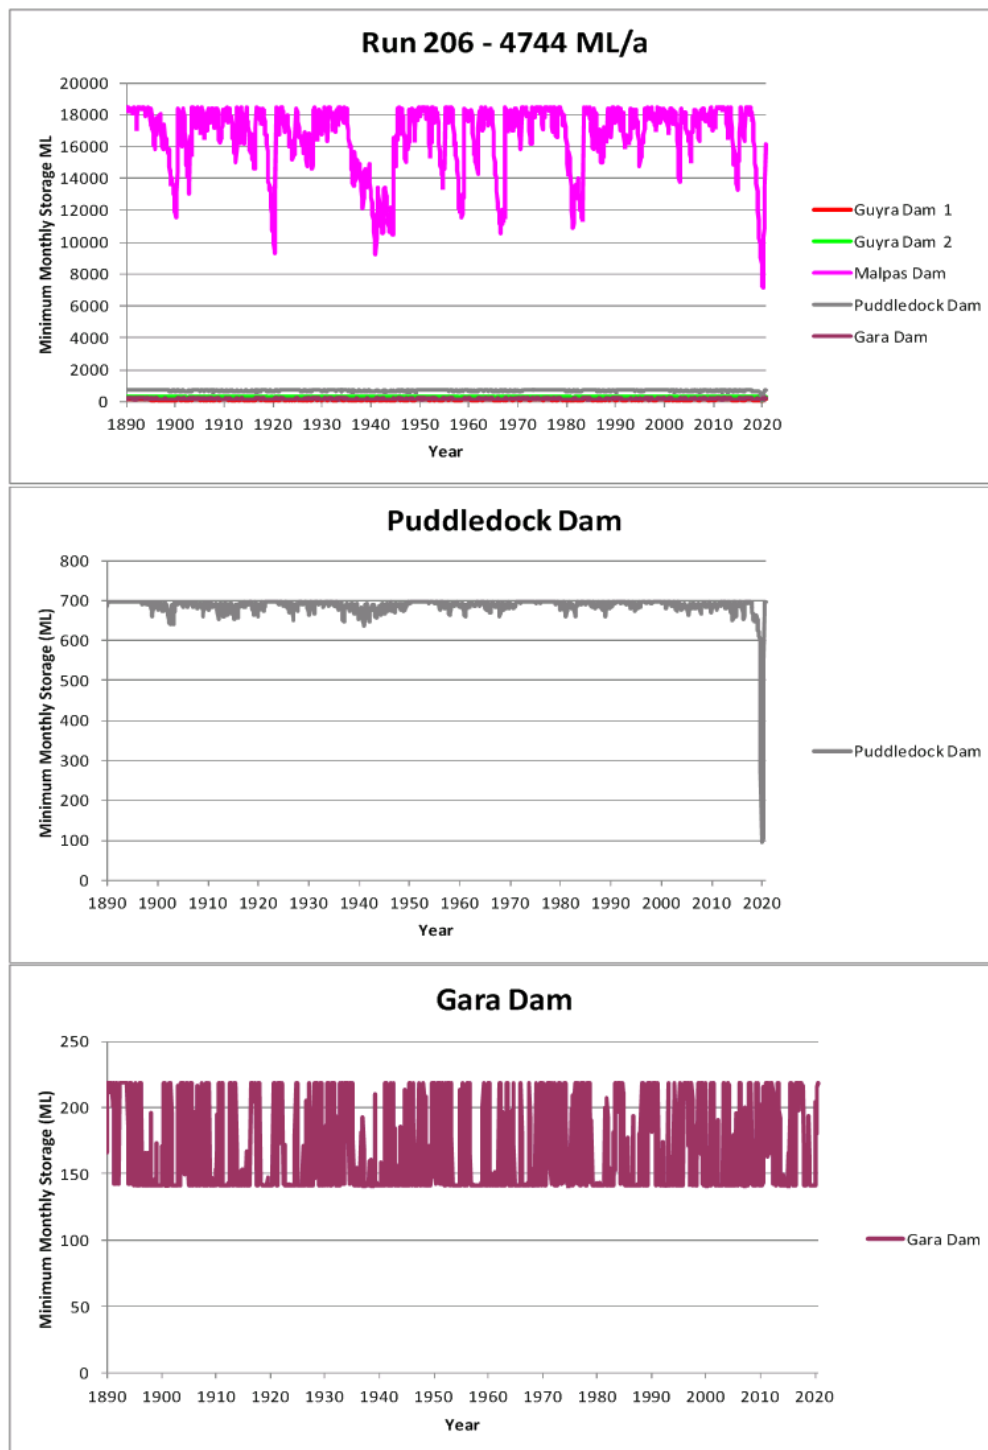 Run 206 - 4744 ML/a
Minimum Monthly Storage ML
20000
18000
16000
14000
12000
10000
8000
6000
4000
2000
0
1890 1900 1910 1920 1930 1940 1950 1960 1970 1980 1990 2000 2010 2020
Year
Guyra Dam 1
Guyra Dam 2
Malpas Dam
Puddledock Dam
Gara Dam
Puddledock Dam
Minimum Monthly Storage (ML)
800
700
600
500
400
300
200
100
0
1890 1900 1910 1920 1930 1940 1950 1960 1970 1980 1990 2000 2010 2020
Year
Puddledock Dam
Gara Dam
Minimum Monthly Storage (ML)
250
200
150
100
50
0
1890 1900 1910 1920 1930 1940 1950 1960 1970 1980 1990 2000 2010 2020
Year
Gara Dam